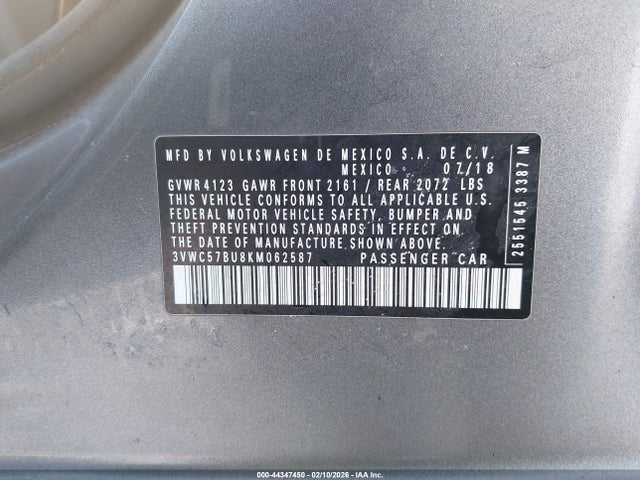 MFD BY VOLKSWAGEN DE MEXICO S.A. DE C.V.
MEXICO 07/18
GVWR 4123 GAWR FRONT 2161 / REAR 2072 LBS
THIS VEHICLE CONFORMS TO ALL APPLICABLE U.S.
FEDERAL MOTOR VEHICLE SAFETY, BUMPER AND
THEFT PREVENTION STANDARDS IN EFFECT ON
THE DATE OF MANUFACTURE SHOWN ABOVE.
3VWC57BU8KM062587 PASSENGER CAR
2551545 3387 M
000-44347450 - 02/10/2026 - IAA Inc.